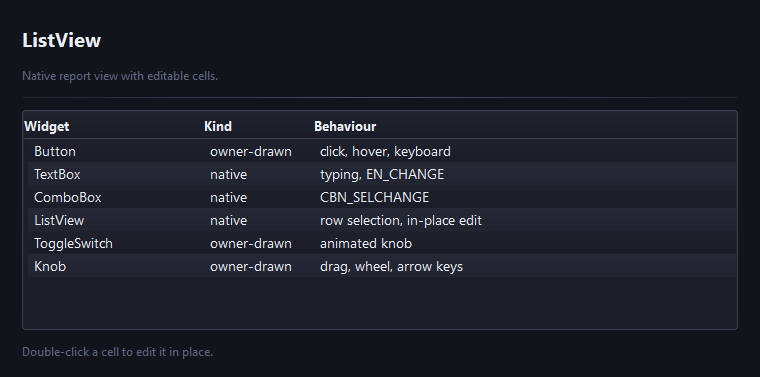 ListView
Native report view with editable cells.
Widget Kind Behaviour
Button owner-drawn click, hover, keyboard
TextBox native typing, EN_CHANGE
ComboBox native CBN_SELCHANGE
ListView native row selection, in-place edit
ToggleSwitch owner-drawn animated knob
Knob owner-drawn drag, wheel, arrow keys
Double-click a cell to edit it in place.